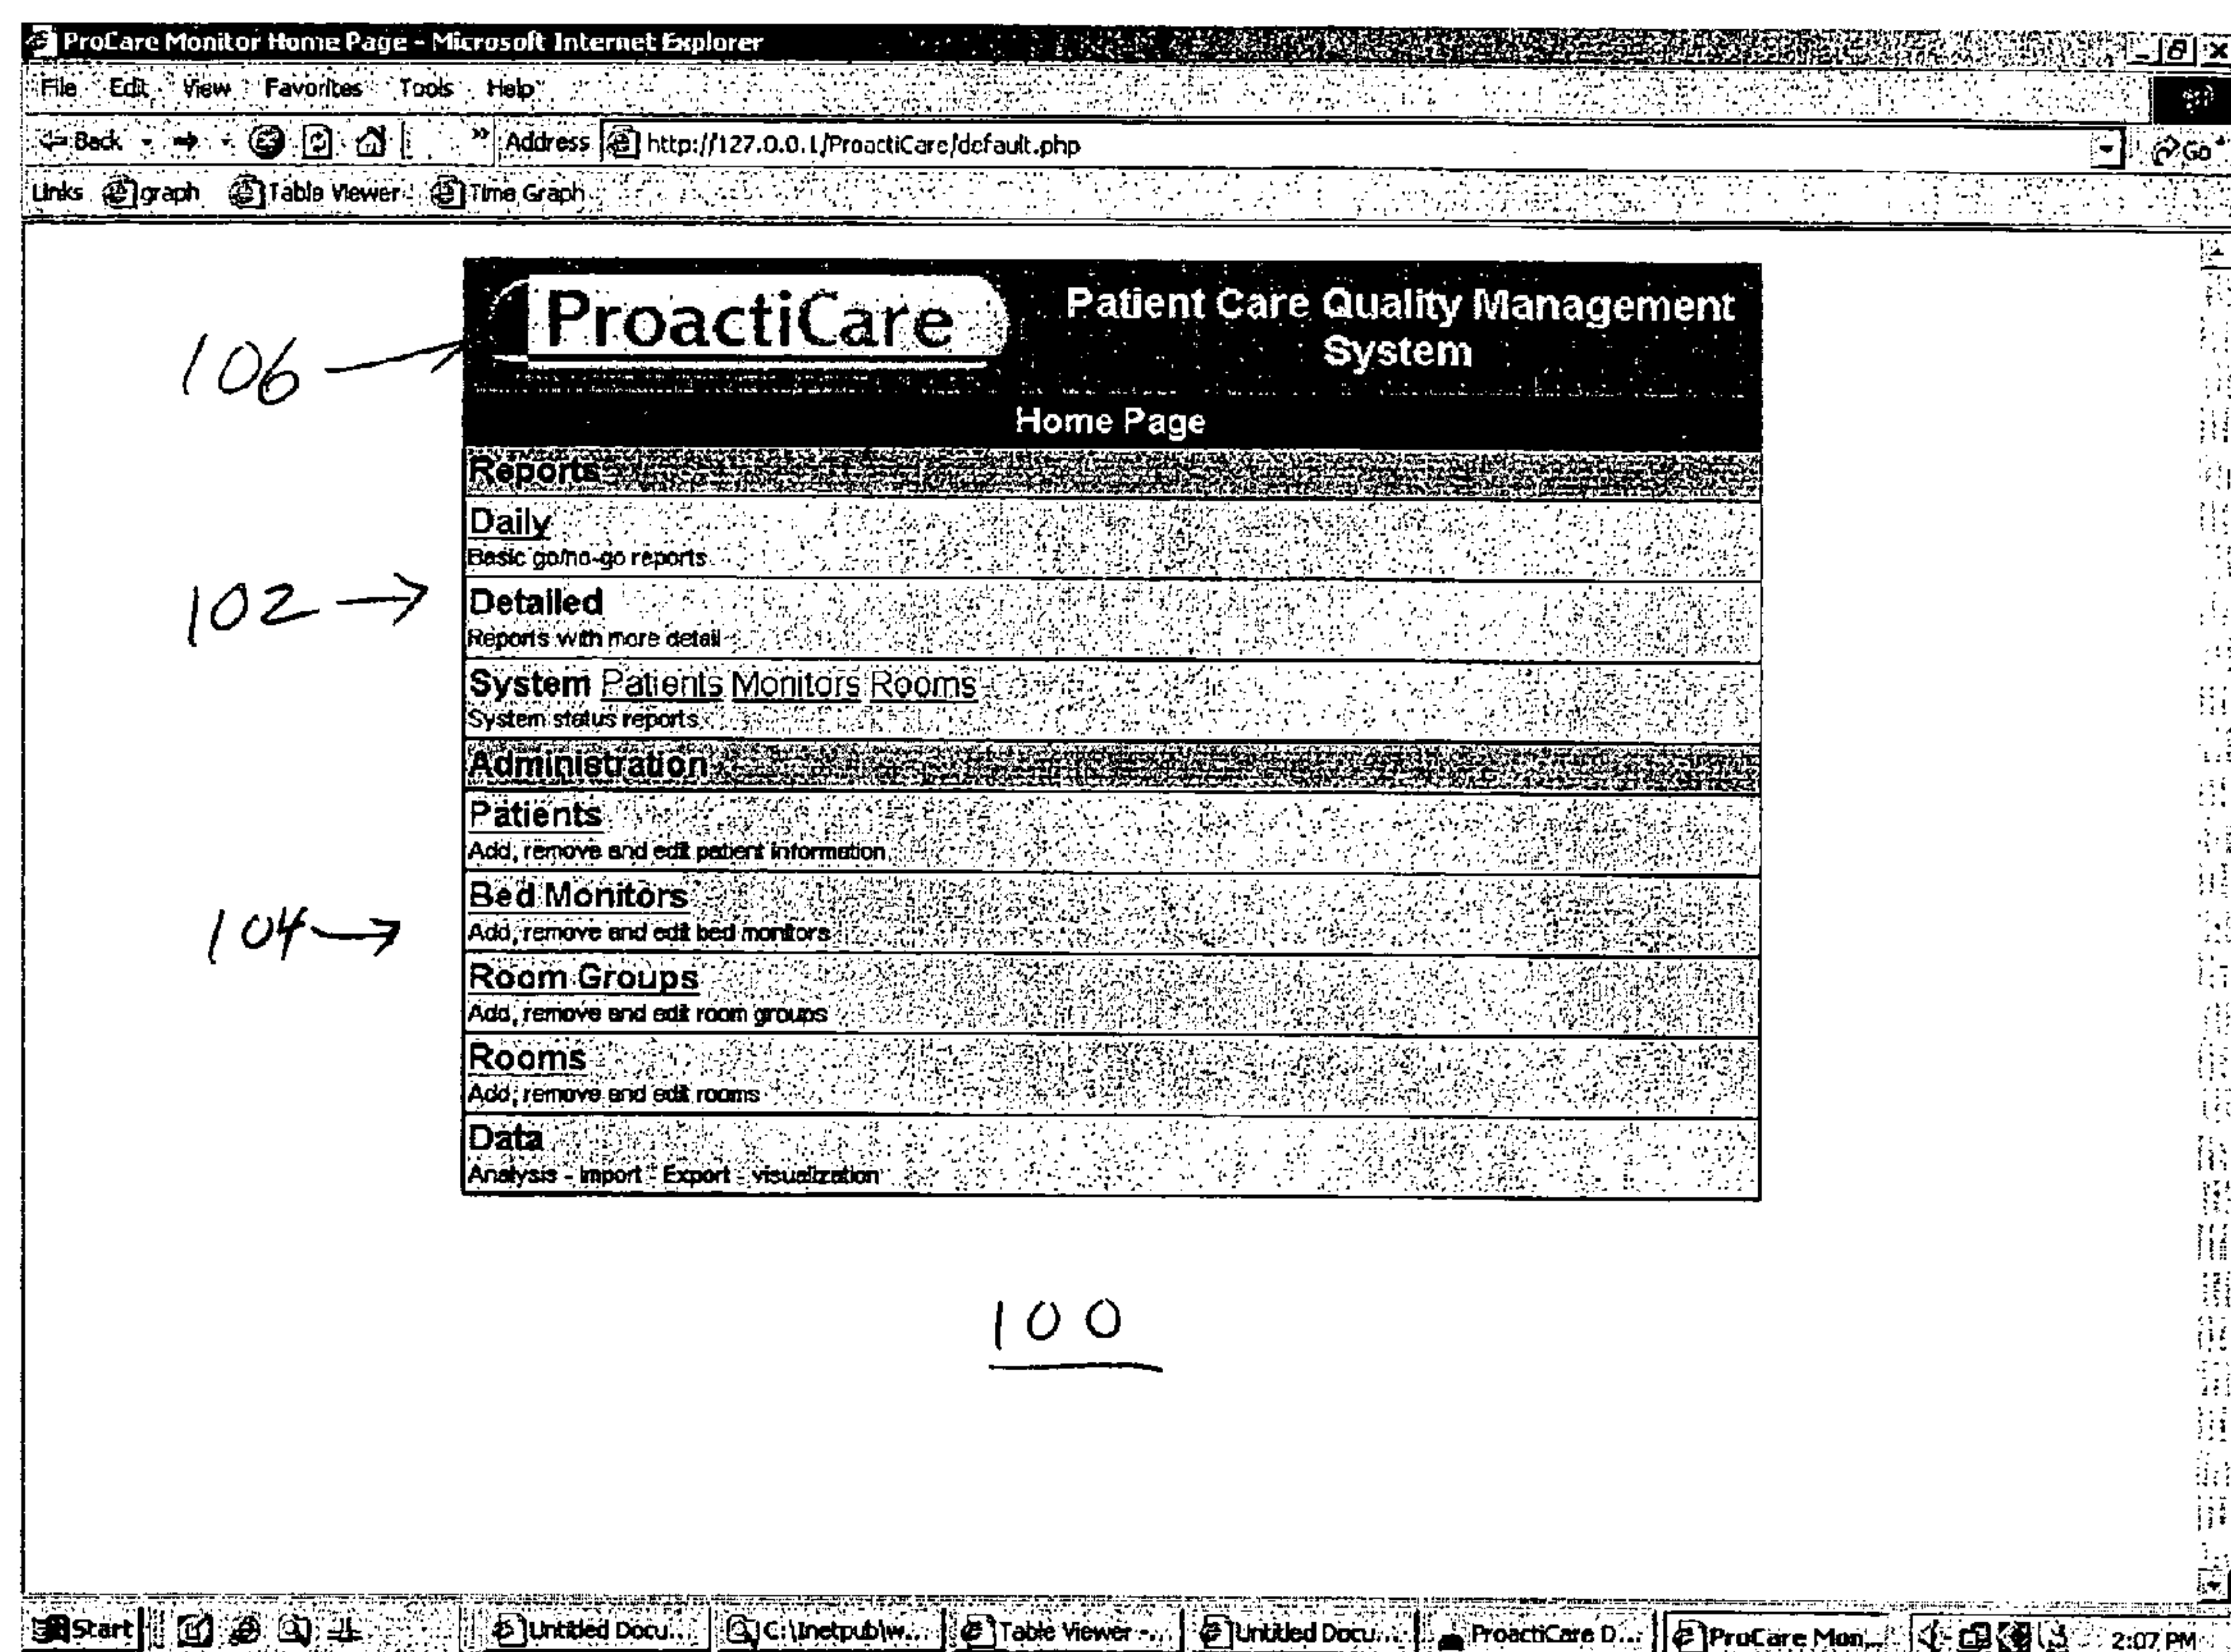 ProCare Monitor Home Page - Microsoft Internet Explorer
File Edit View Favorites Tools Help
Back » Address http://127.0.0.1/ProactiCare/default.php Go
Links graph Table Viewer Time Graph
ProactiCare Patient Care Quality Management System
106
Home Page
Reports
Daily
Basic go/no-go reports
102
Detailed
Reports with more detail
System Patients Monitors Rooms
System status reports
Administration
Patients
Add, remove and edit patient information
104
Bed Monitors
Add, remove and edit bed monitors
Room Groups
Add, remove and edit room groups
Rooms
Add, remove and edit rooms
Data
Analysis - Import - Export - visualization
100
Start Untitled Docu... C:\Inetpub\w... Table Viewer -... Untitled Docu... ProactiCare D... ProCare Mon... 2:07 PM